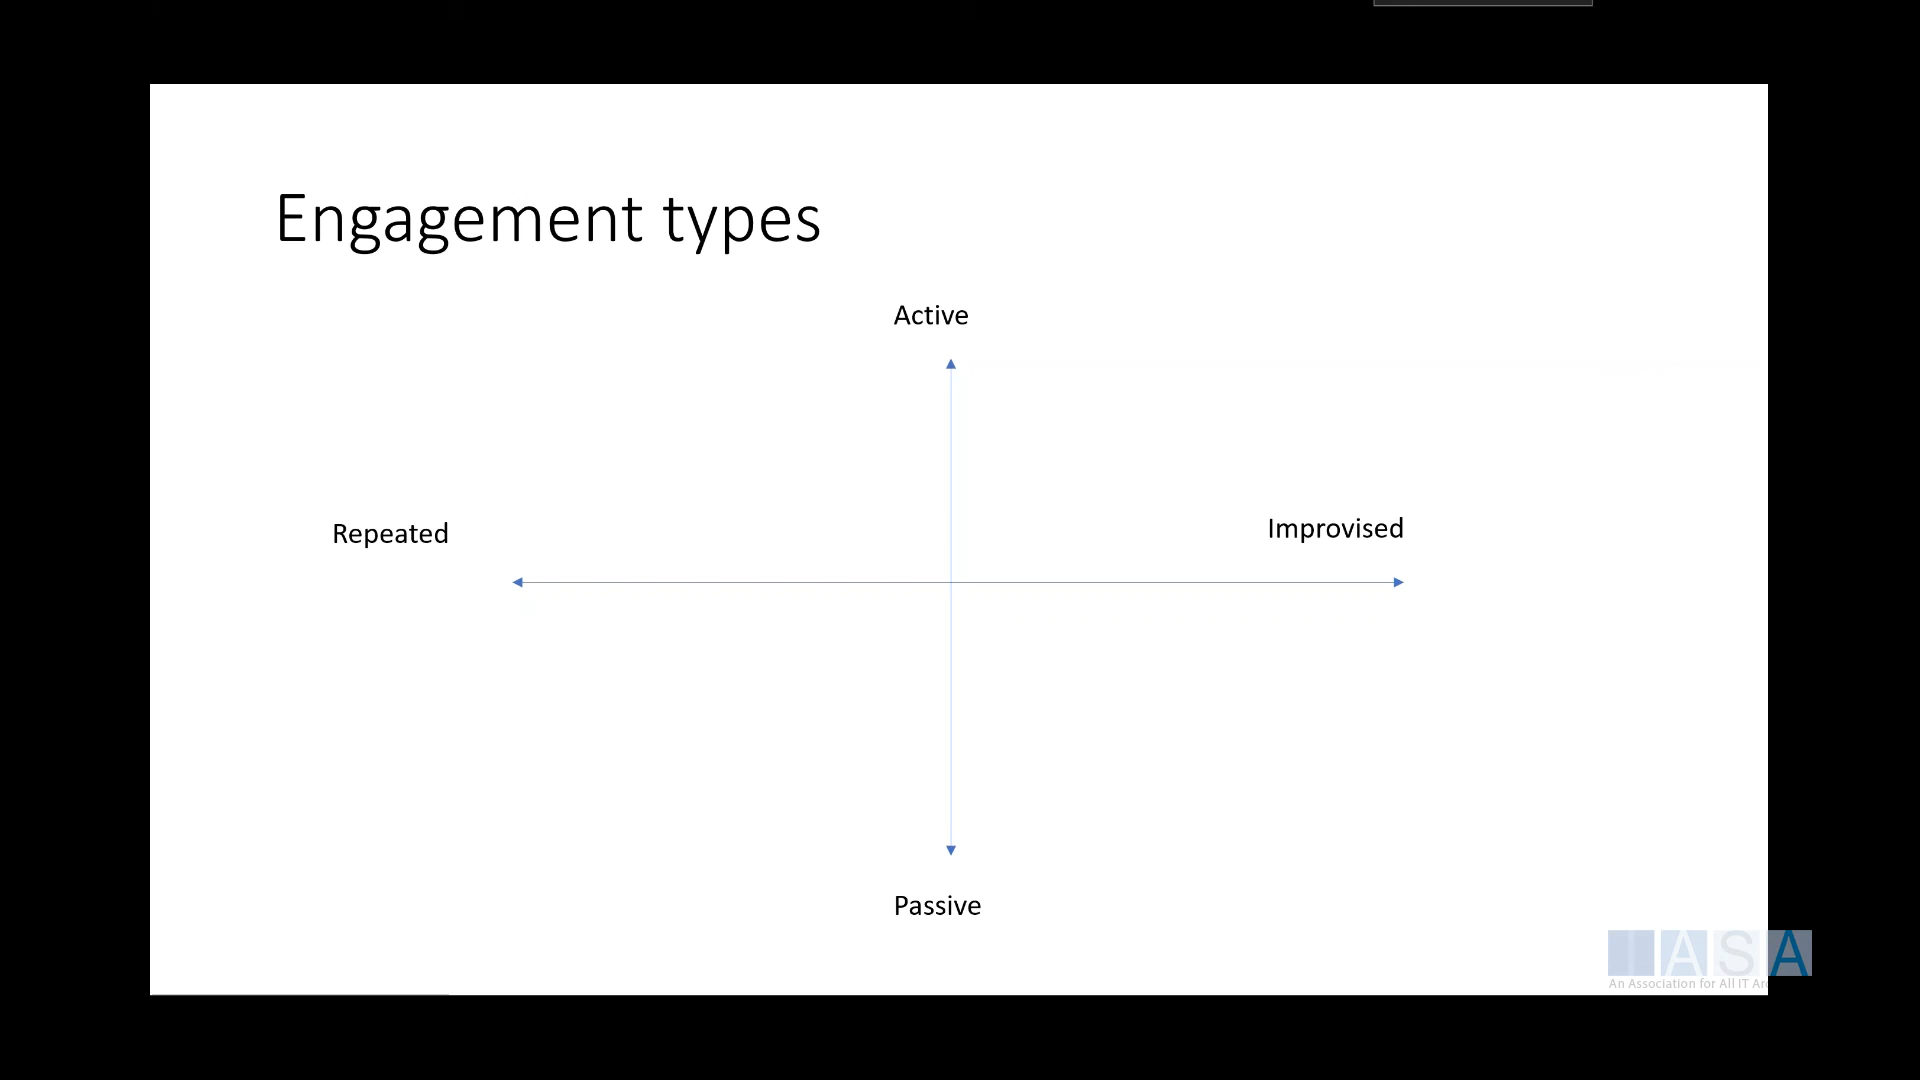 Engagement types
Active
Repeated
Improvised
Passive
IASA
An Association for All IT Ar